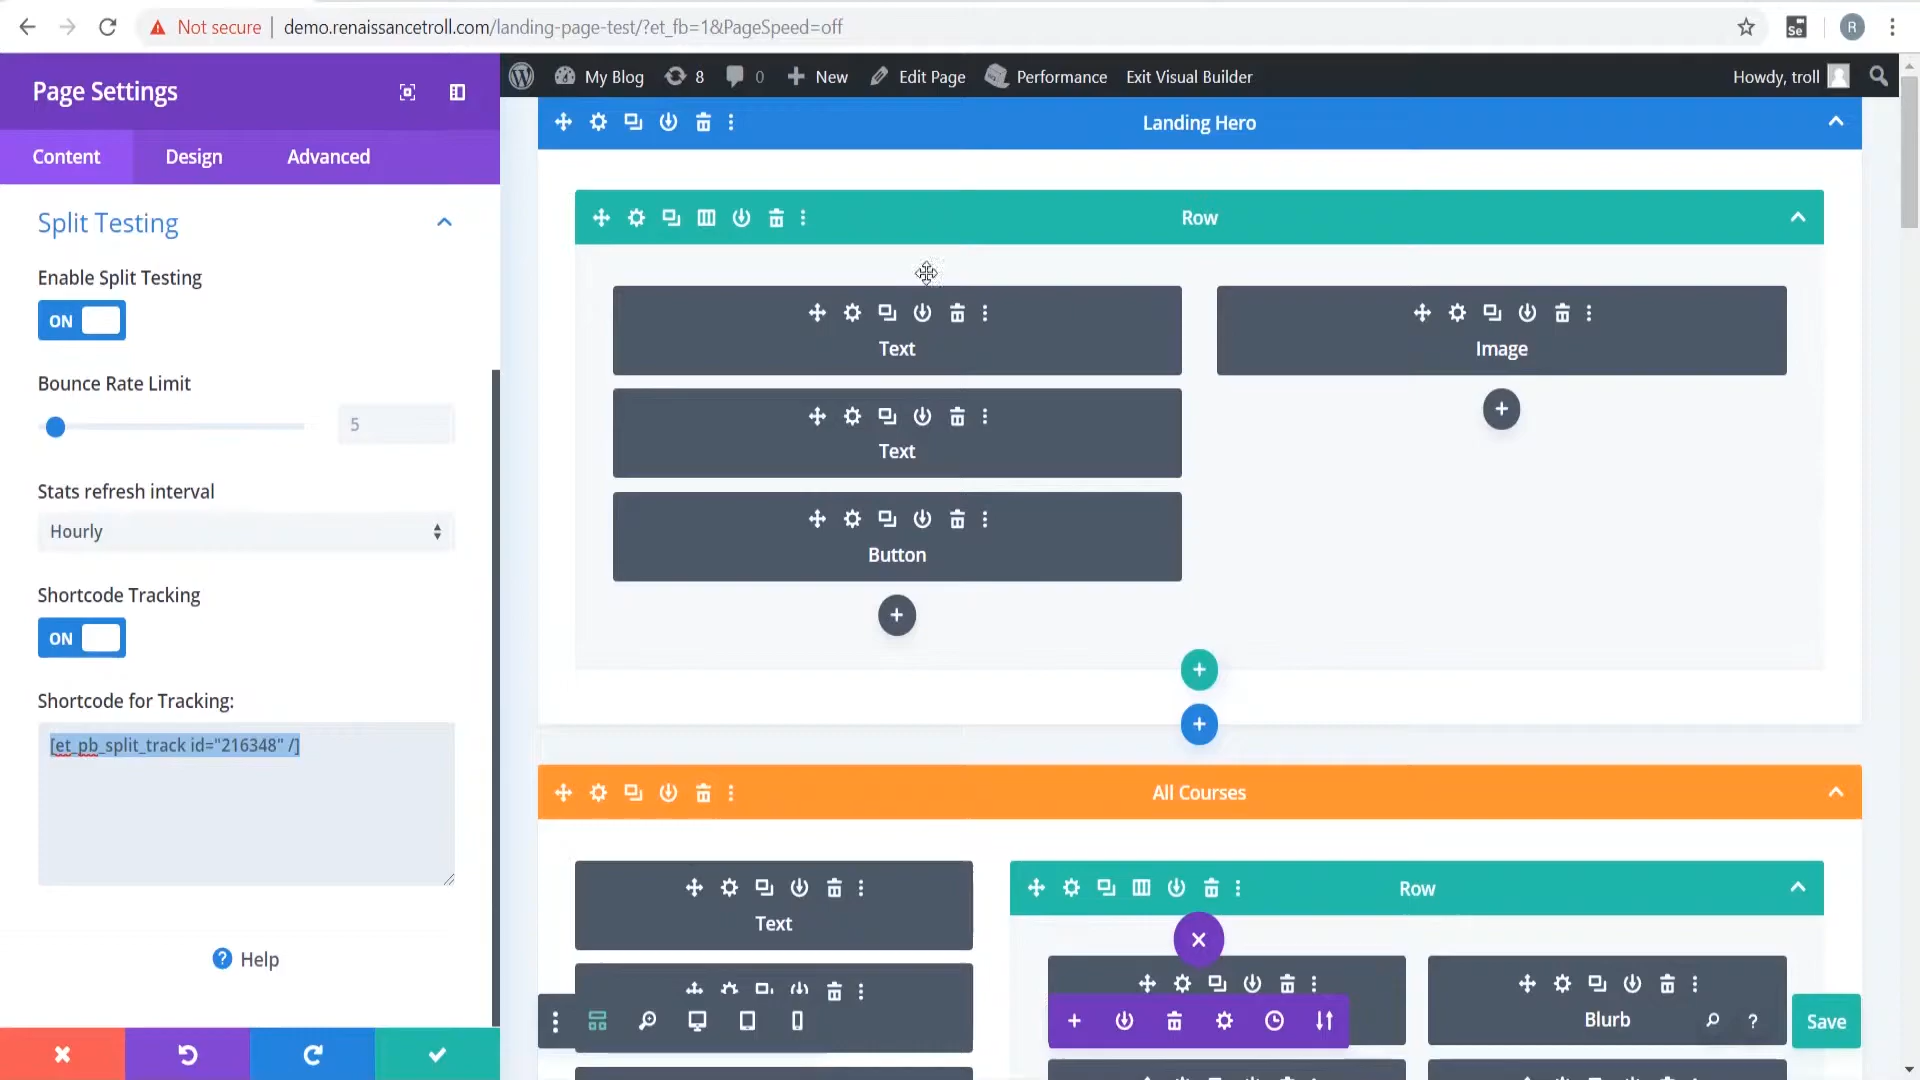 Not secure | demo.renaissancetroll.com/landing-page-test/?et_fb=1&PageSpeed=off
Se
R
My Blog 8 0 New Edit Page Performance Exit Visual Builder Howdy, troll
Page Settings
Content Design Advanced
Split Testing
Enable Split Testing
ON
Bounce Rate Limit
5
Stats refresh interval
Hourly
Shortcode Tracking
ON
Shortcode for Tracking:
[et_pb_split_track id="216348" /]
? Help
Landing Hero
Row
Text Image
Text
Button
All Courses
Text
Row
Blurb
?
Save